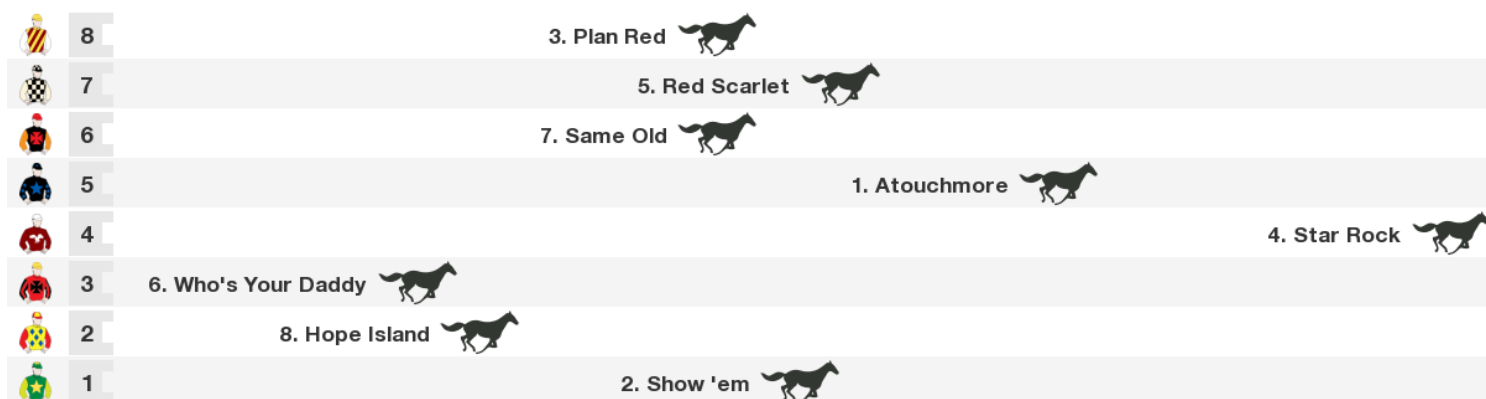 8 3. Plan Red
7 5. Red Scarlet
6 7. Same Old
5 1. Atouchmore
4 4. Star Rock
3 6. Who's Your Daddy
2 8. Hope Island
1 2. Show 'em